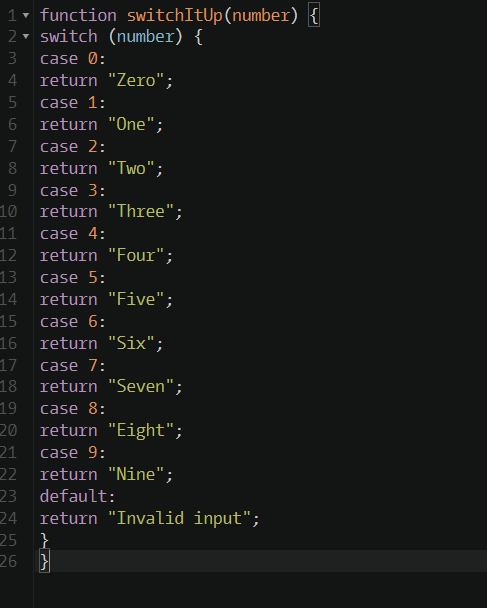 1 function switchItUp(number) {
2 switch (number) {
3 case 0:
4 return "Zero";
5 case 1:
6 return "One";
7 case 2:
8 return "Two";
9 case 3:
10 return "Three";
11 case 4:
12 return "Four";
13 case 5:
14 return "Five";
15 case 6:
16 return "Six";
17 case 7:
18 return "Seven";
19 case 8:
20 return "Eight";
21 case 9:
22 return "Nine";
23 default:
24 return "Invalid input";
25 }
26 }